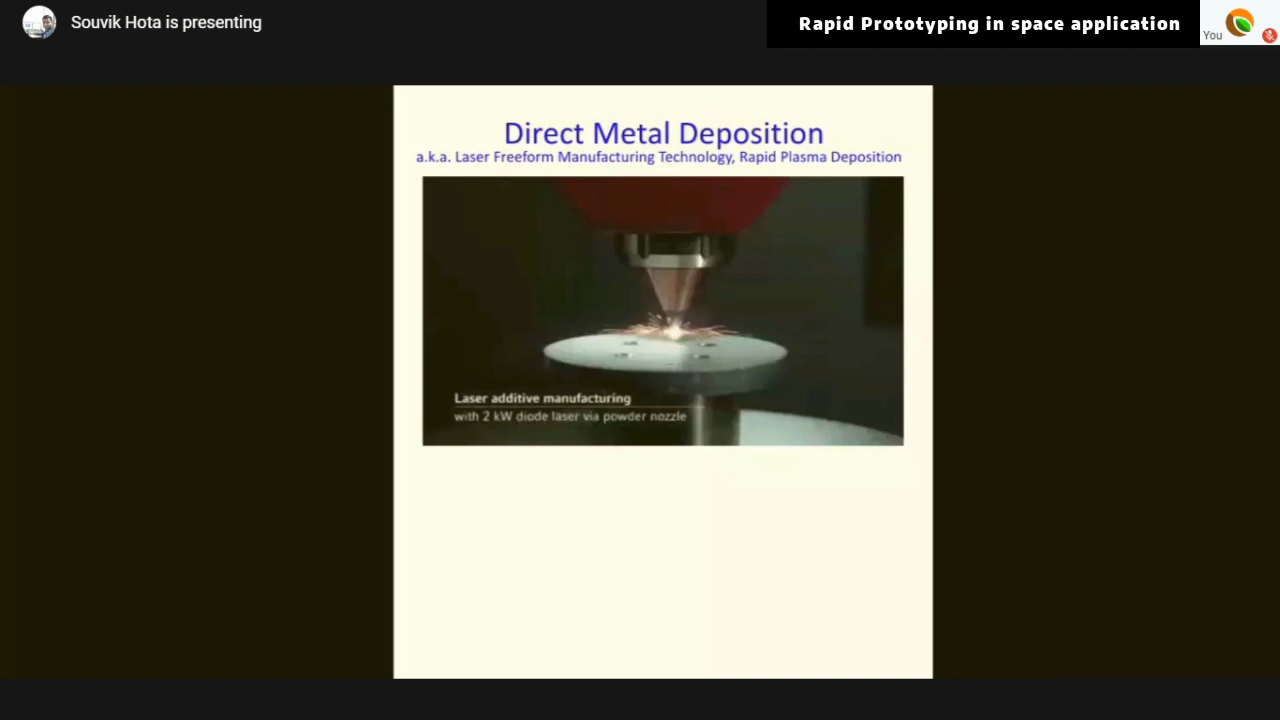 Souvik Hota is presenting
Rapid Prototyping in space application
You
Direct Metal Deposition
a.k.a. Laser Freeform Manufacturing Technology, Rapid Plasma Deposition
Laser additive manufacturing
with 2 kW diode laser via powder nozzle